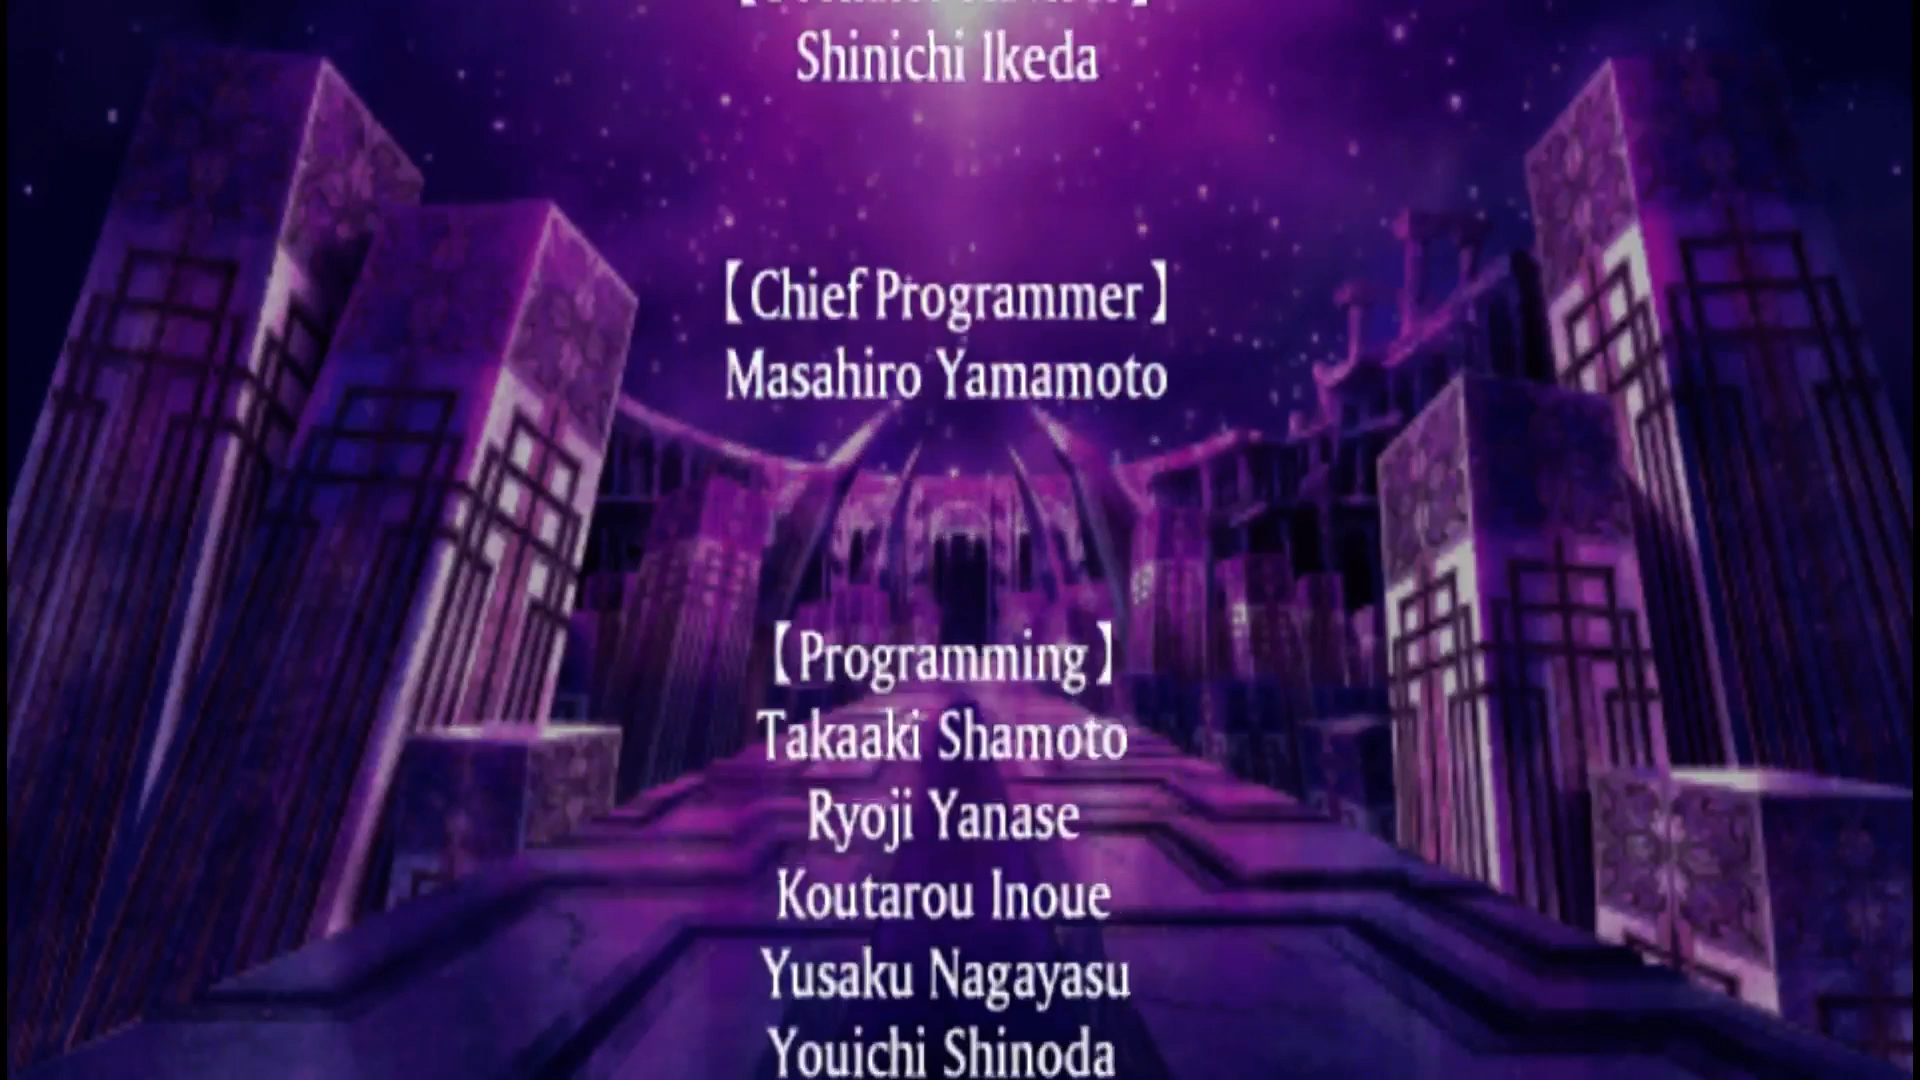 Shinichi Ikeda
【Chief Programmer】
Masahiro Yamamoto
【Programming】
Takaaki Shamoto
Ryoji Yanase
Koutarou Inoue
Yusaku Nagayasu
Youichi Shinoda